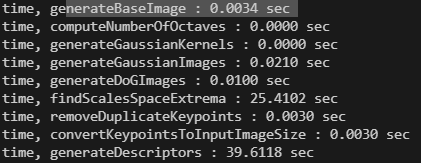 time, generateBaseImage : 0.0034 sec
time, computeNumberOfOctaves : 0.0000 sec
time, generateGaussianKernels : 0.0000 sec
time, generateGaussianImages : 0.0210 sec
time, generateDoGImages : 0.0100 sec
time, findScalesSpaceExtrema : 25.4102 sec
time, removeDuplicateKeypoints : 0.0030 sec
time, convertKeypointsToInputImageSize : 0.0030 sec
time, generateDescriptors : 39.6118 sec